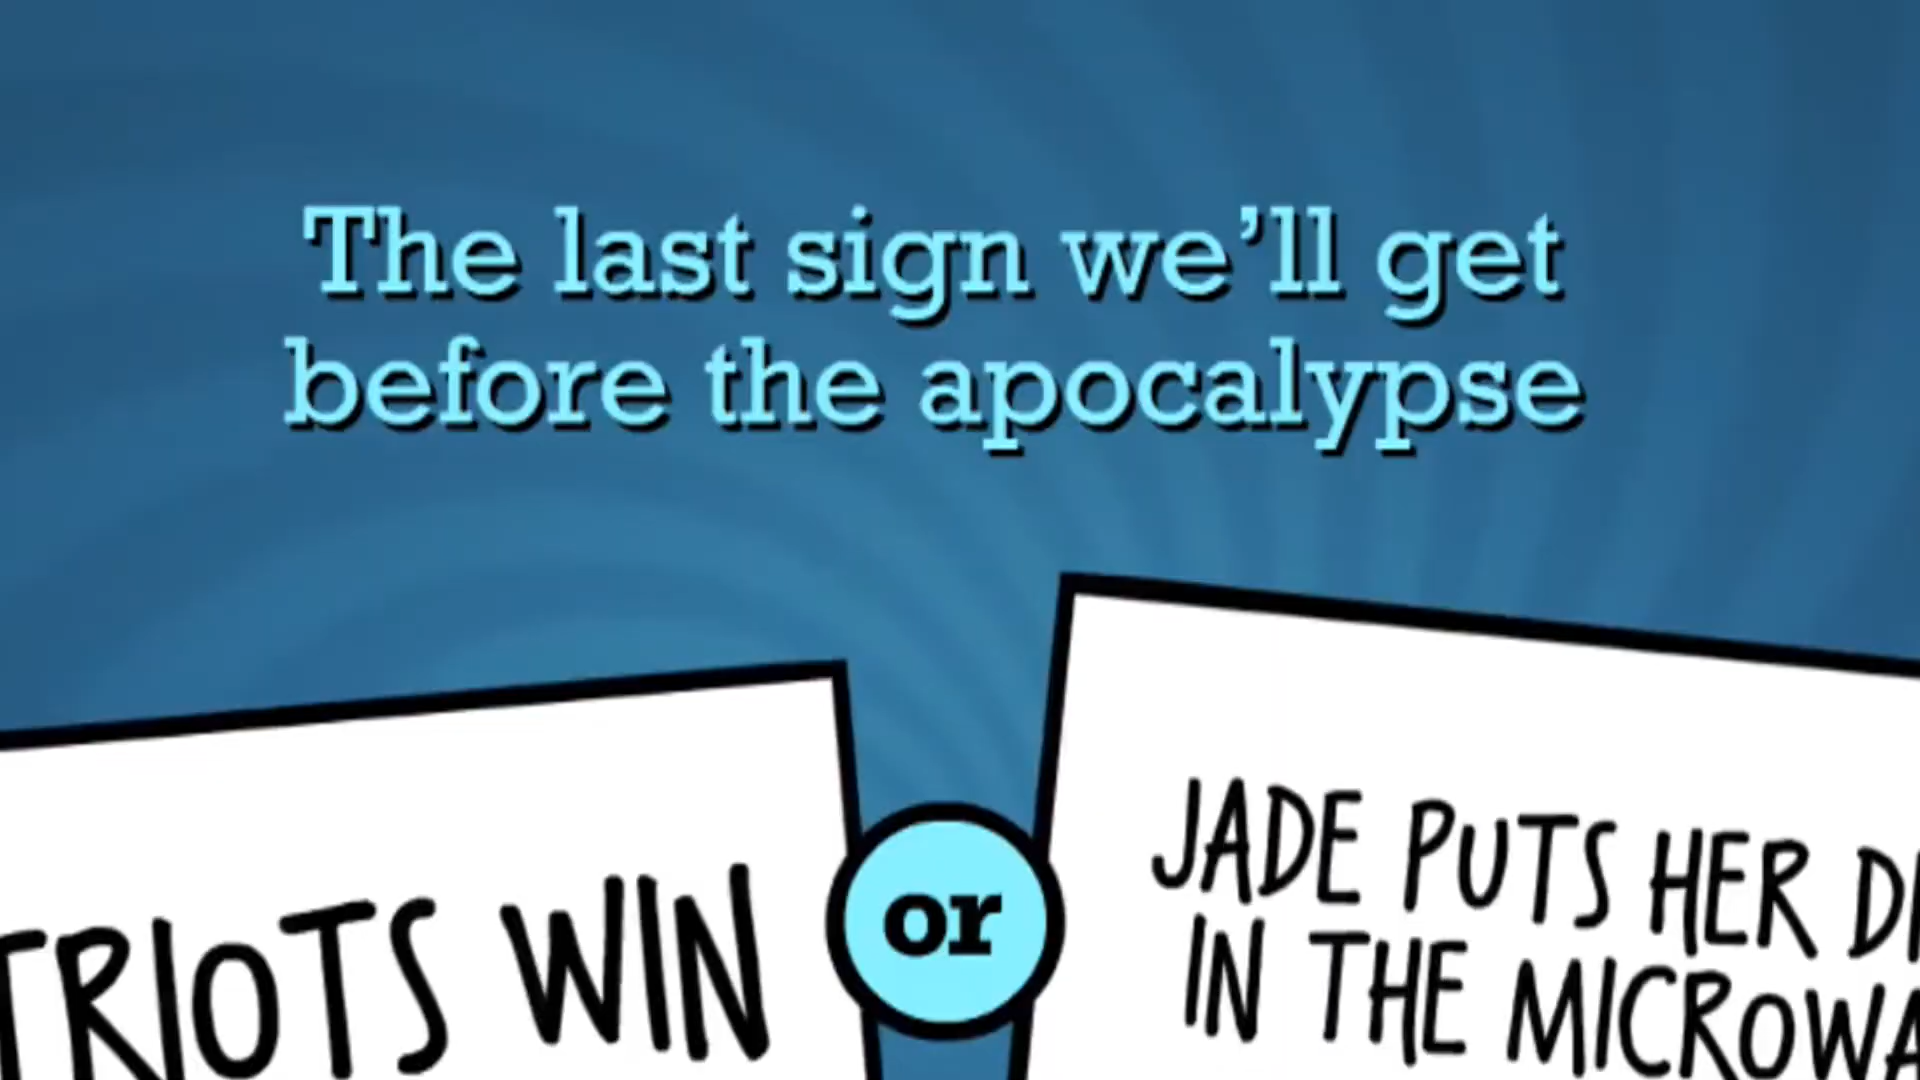 The last sign we'll get
before the apocalypse
TRIOTS WIN
or
JADE PUTS HER
IN THE